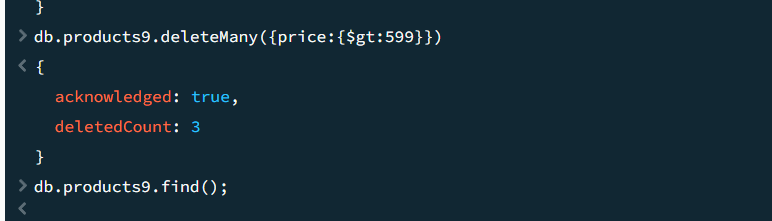 }
> db.products9.deleteMany({price:{$gt:599}})
< {
acknowledged: true,
deletedCount: 3
}
> db.products9.find();
<